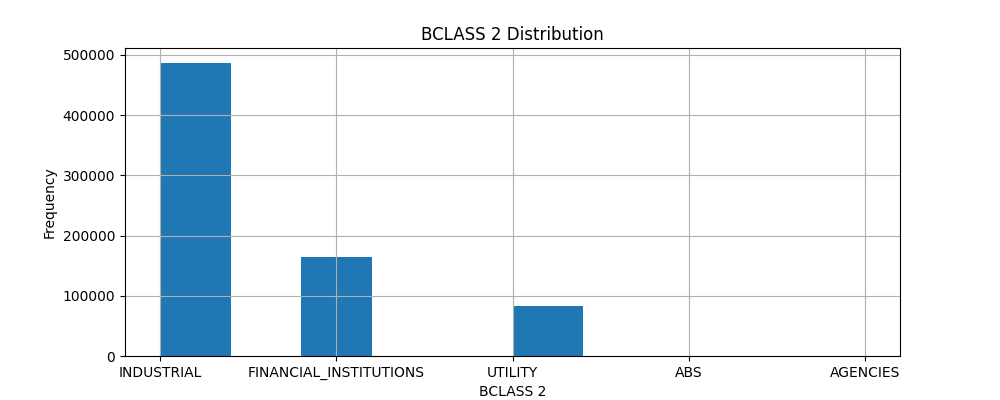 BCLASS 2 Distribution
500000
400000
300000
200000
100000
0
Frequency
INDUSTRIAL FINANCIAL_INSTITUTIONS UTILITY ABS AGENCIES
BCLASS 2